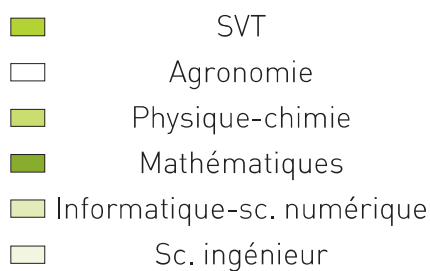 SVT
Agronomie
Physique-chimie
Mathématiques
Informatique-sc. numérique
Sc. ingénieur